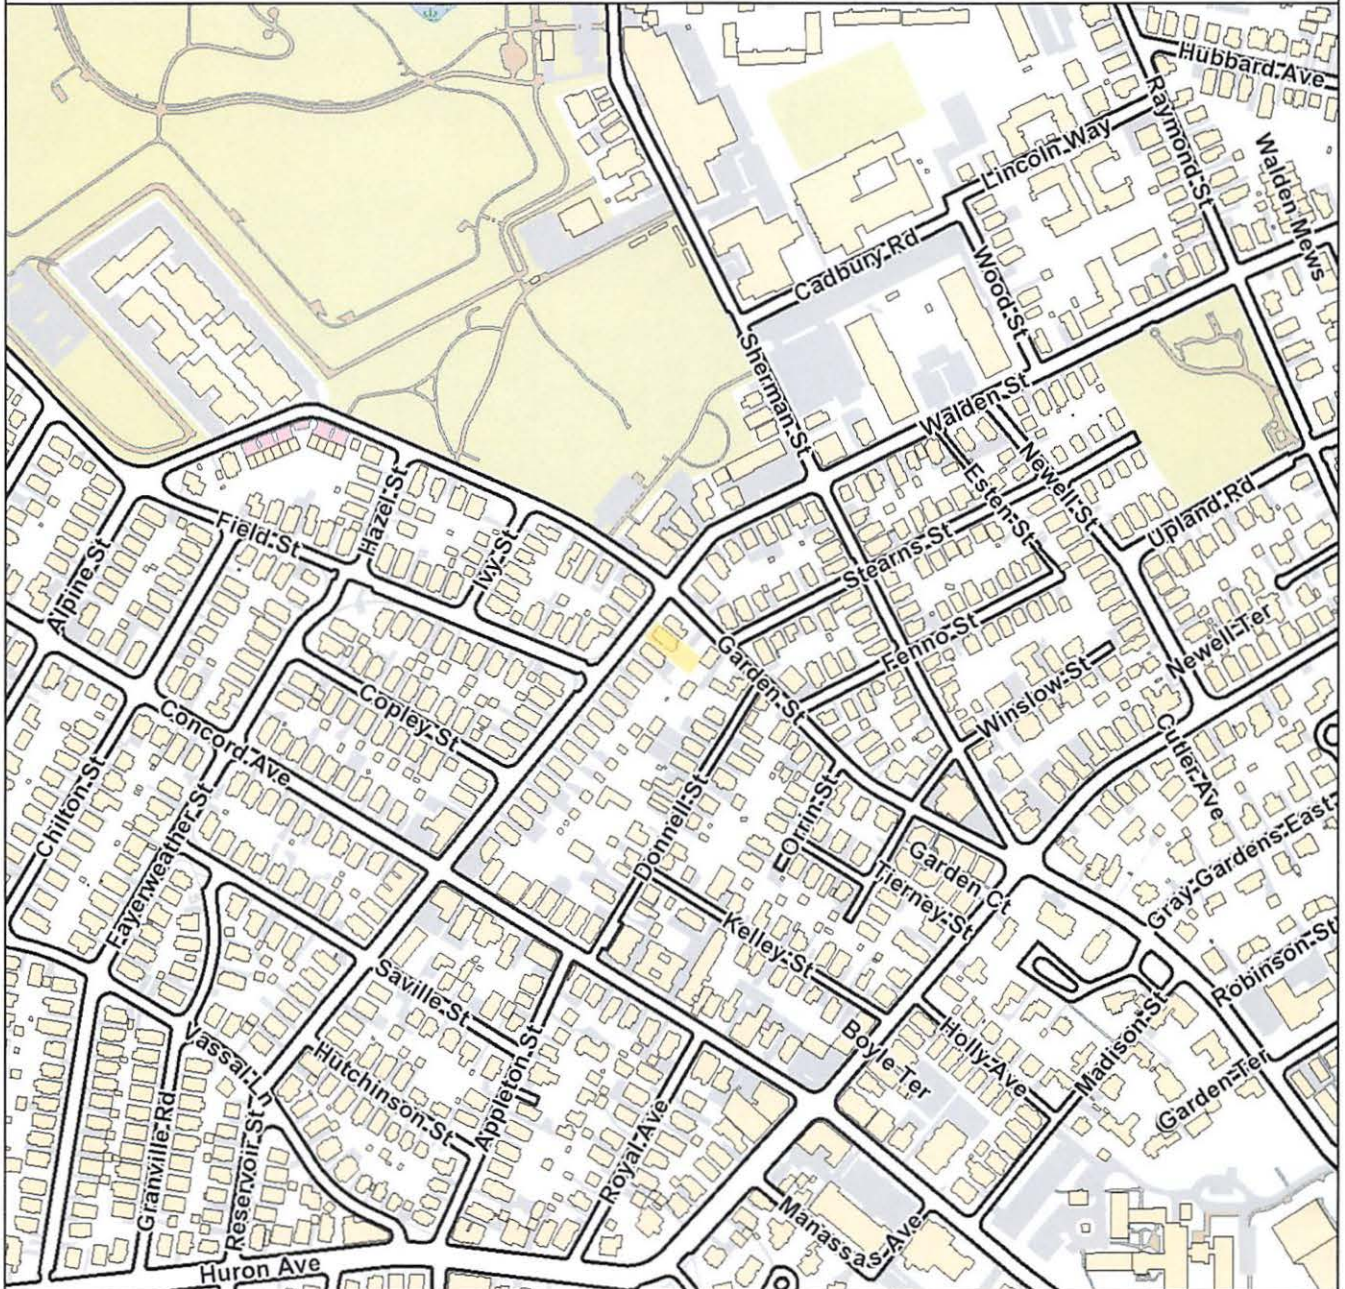 Hubbard Ave
Raymond St
Lincoln Way
Walden Mews
Cadbury Rd
Wood St
Sherman St
Walden St
Newell St
Esten St
Upland Rd
Hazel St
Field St
Ivy St
Stearns St
Alpine St
Newell Ter
Garden St
Fenno St
Winslow St
Copley St
Concord Ave
Cutler Ave
Chilton St
Donnell St
Fayerweather St
Garden Ct
Tierney St
Gray Gardens East
Kelley St
Robinson St
Saville St
Boyle Ter
Holly Ave
Madison St
Vassal Ln
Hutchinson St
Appleton St
Garden Ter
Granville Rd
Reservoir St
Royal Ave
Manassas Ave
Huron Ave